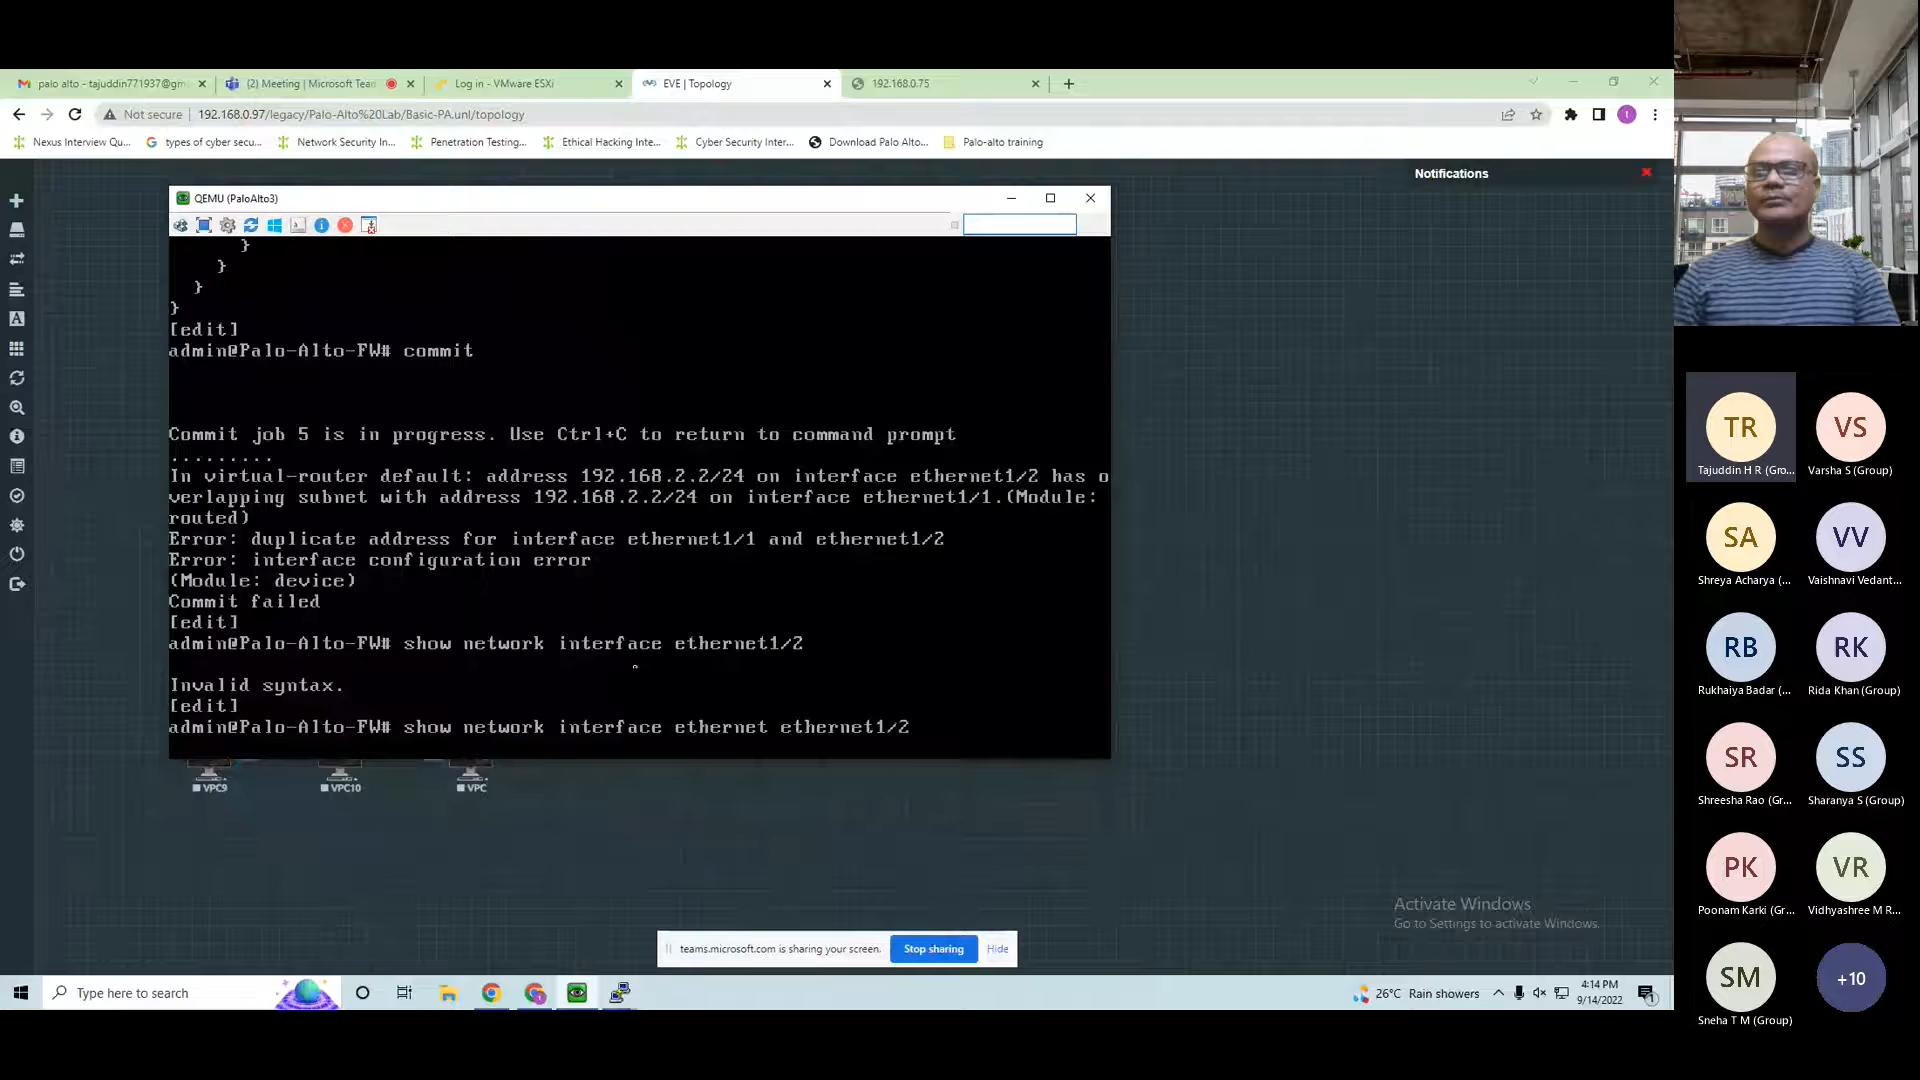 palo alto - tajuddin771937@gm
(2) Meeting | Microsoft Team
Log in - VMware ESXi
EVE | Topology
192.168.0.75
Not secure
192.168.0.97/legacy/Palo-Alto%20Lab/Basic-PA.unl/topology
t
Nexus Interview Qu...
types of cyber secu...
Network Security In...
Penetration Testing...
Ethical Hacking Inte...
Cyber Security Inter...
Download Palo Alto...
Palo-alto training
Notifications
QEMU (PaloAlto3)
}
}
}
}
[edit]
admin@Palo-Alto-FW# commit
Commit job 5 is in progress. Use Ctrl+C to return to command prompt
.........
In virtual-router default: address 192.168.2.2/24 on interface ethernet1/2 has o
verlapping subnet with address 192.168.2.2/24 on interface ethernet1/1.(Module:
routed)
Error: duplicate address for interface ethernet1/1 and ethernet1/2
Error: interface configuration error
(Module: device)
Commit failed
[edit]
admin@Palo-Alto-FW# show network interface ethernet1/2
Invalid syntax.
[edit]
admin@Palo-Alto-FW# show network interface ethernet ethernet1/2
VPC9
VPC10
VPC
Activate Windows
Go to Settings to activate Windows.
teams.microsoft.com is sharing your screen.
Stop sharing
Hide
Type here to search
26°C Rain showers
4:14 PM
9/14/2022
1
TR
Tajuddin H R (Gro...
VS
Varsha S (Group)
SA
Shreya Acharya (...
VV
Vaishnavi Vedant...
RB
Rukhaiya Badar (...
RK
Rida Khan (Group)
SR
Shreesha Rao (Gr...
SS
Sharanya S (Group)
PK
Poonam Karki (Gr...
VR
Vidhyashree M R...
SM
Sneha T M (Group)
+10